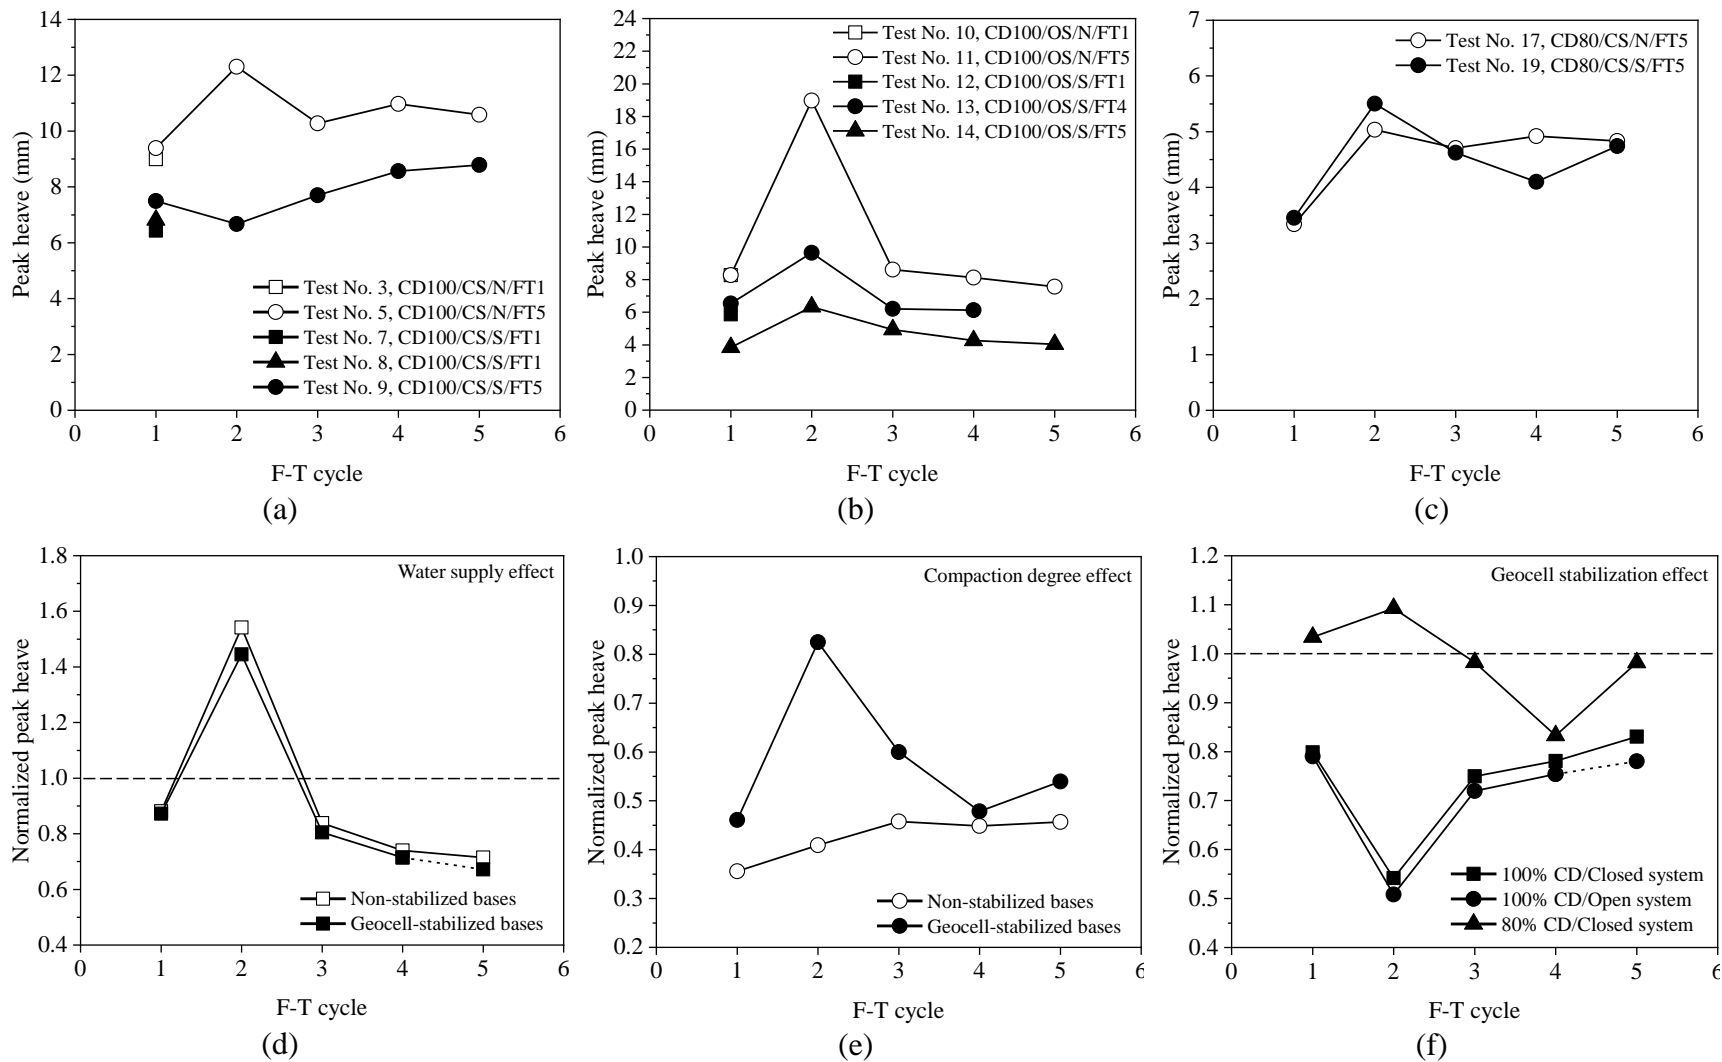 14
12
10
8
6
4
2
0
Peak heave (mm)
Test No. 3, CD100/CS/N/FT1
Test No. 5, CD100/CS/N/FT5
Test No. 7, CD100/CS/S/FT1
Test No. 8, CD100/CS/S/FT1
Test No. 9, CD100/CS/S/FT5
0 1 2 3 4 5 6
F-T cycle
(a)
24
22
20
18
16
14
12
10
8
6
4
2
0
Peak heave (mm)
Test No. 10, CD100/OS/N/FT1
Test No. 11, CD100/OS/N/FT5
Test No. 12, CD100/OS/S/FT1
Test No. 13, CD100/OS/S/FT4
Test No. 14, CD100/OS/S/FT5
0 1 2 3 4 5 6
F-T cycle
(b)
7
6
5
4
3
2
1
0
Peak heave (mm)
Test No. 17, CD80/CS/N/FT5
Test No. 19, CD80/CS/S/FT5
0 1 2 3 4 5 6
F-T cycle
(c)
1.8
1.6
1.4
1.2
1.0
0.8
0.6
0.4
Normalized peak heave
Water supply effect
Non-stabilized bases
Geocell-stabilized bases
0 1 2 3 4 5 6
F-T cycle
(d)
1.0
0.9
0.8
0.7
0.6
0.5
0.4
0.3
0.2
Normalized peak heave
Compaction degree effect
Non-stabilized bases
Geocell-stabilized bases
0 1 2 3 4 5 6
F-T cycle
(e)
1.2
1.1
1.0
0.9
0.8
0.7
0.6
0.5
0.4
Normalized peak heave
Geocell stabilization effect
100% CD/Closed system
100% CD/Open system
80% CD/Closed system
0 1 2 3 4 5 6
F-T cycle
(f)